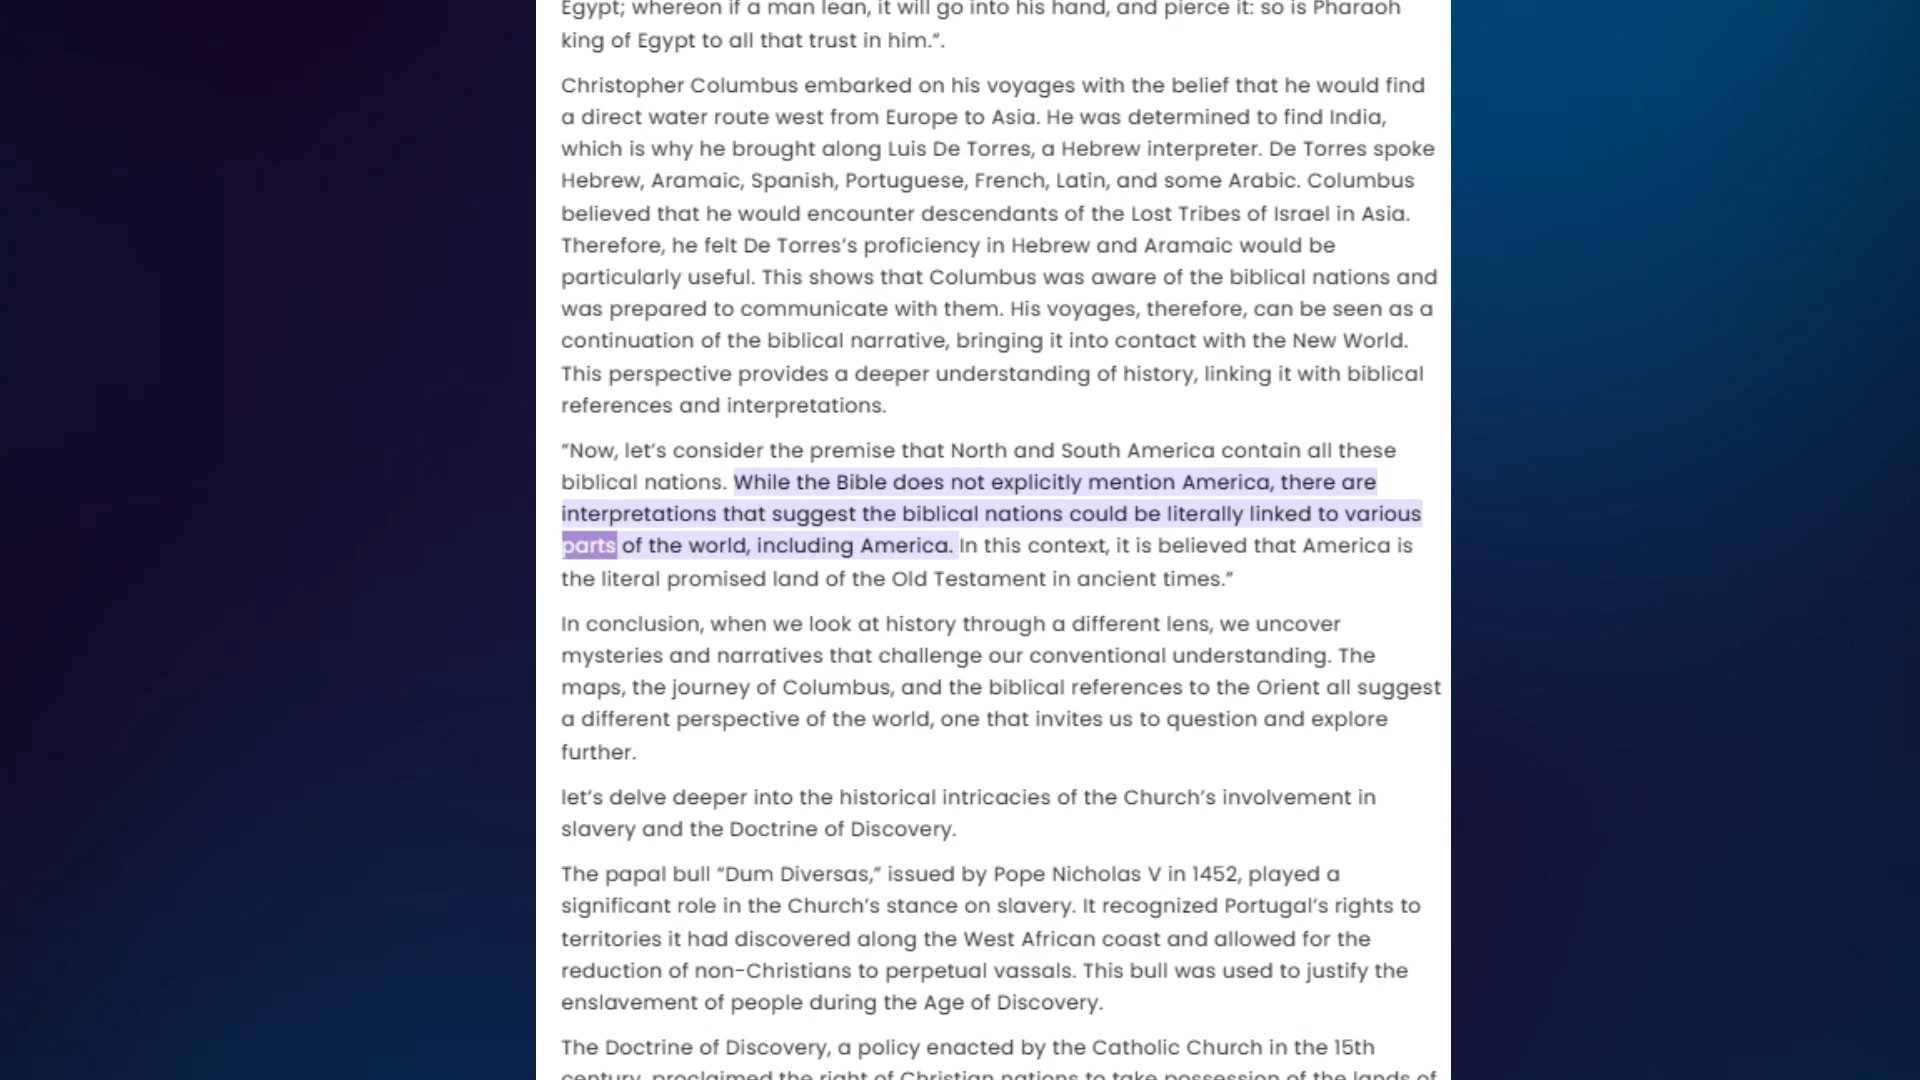 Egypt; whereon if a man lean, it will go into his hand, and pierce it: so is Pharaoh
king of Egypt to all that trust in him.”.
Christopher Columbus embarked on his voyages with the belief that he would find
a direct water route west from Europe to Asia. He was determined to find India,
which is why he brought along Luis De Torres, a Hebrew interpreter. De Torres spoke
Hebrew, Aramaic, Spanish, Portuguese, French, Latin, and some Arabic. Columbus
believed that he would encounter descendants of the Lost Tribes of Israel in Asia.
Therefore, he felt De Torres’s proficiency in Hebrew and Aramaic would be
particularly useful. This shows that Columbus was aware of the biblical nations and
was prepared to communicate with them. His voyages, therefore, can be seen as a
continuation of the biblical narrative, bringing it into contact with the New World.
This perspective provides a deeper understanding of history, linking it with biblical
references and interpretations.
“Now, let’s consider the premise that North and South America contain all these
biblical nations. While the Bible does not explicitly mention America, there are
interpretations that suggest the biblical nations could be literally linked to various
parts of the world, including America. In this context, it is believed that America is
the literal promised land of the Old Testament in ancient times.”
In conclusion, when we look at history through a different lens, we uncover
mysteries and narratives that challenge our conventional understanding. The
maps, the journey of Columbus, and the biblical references to the Orient all suggest
a different perspective of the world, one that invites us to question and explore
further.
let’s delve deeper into the historical intricacies of the Church’s involvement in
slavery and the Doctrine of Discovery.
The papal bull “Dum Diversas,” issued by Pope Nicholas V in 1452, played a
significant role in the Church’s stance on slavery. It recognized Portugal’s rights to
territories it had discovered along the West African coast and allowed for the
reduction of non-Christians to perpetual vassals. This bull was used to justify the
enslavement of people during the Age of Discovery.
The Doctrine of Discovery, a policy enacted by the Catholic Church in the 15th
century, proclaimed the right of Christian nations to take possession of the lands of